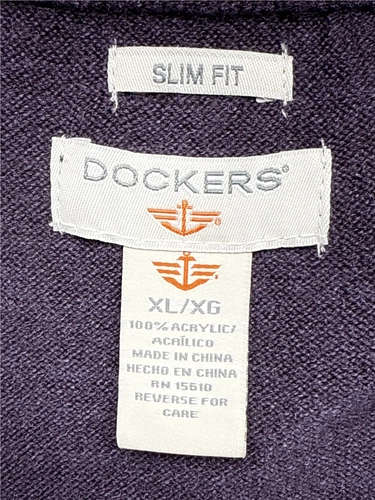 SLIM FIT
DOCKERS®
XL/XG
100% ACRYLIC/
ACRÍLICO
MADE IN CHINA
HECHO EN CHINA
RN 15610
REVERSE FOR
CARE